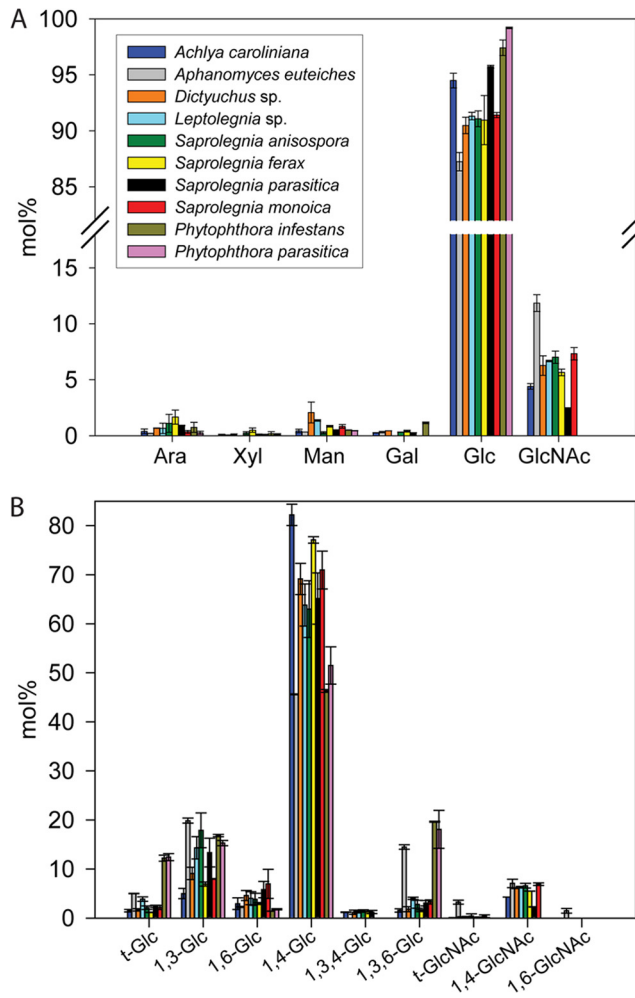 A
100
95
90
85
15
10
5
0
mol%
Achlya caroliniana
Aphanomyces euteiches
Dictyuchus sp.
Leptolegnia sp.
Saprolegnia anisospora
Saprolegnia ferax
Saprolegnia parasitica
Saprolegnia monoica
Phytophthora infestans
Phytophthora parasitica
Ara Xyl Man Gal Glc GlcNAc
B
80
70
60
50
40
30
20
10
0
mol%
t-Glc
1,3-Glc
1,6-Glc
1,4-Glc
1,3,4-Glc
1,3,6-Glc
t-GlcNAc
1,4-GlcNAc
1,6-GlcNAc